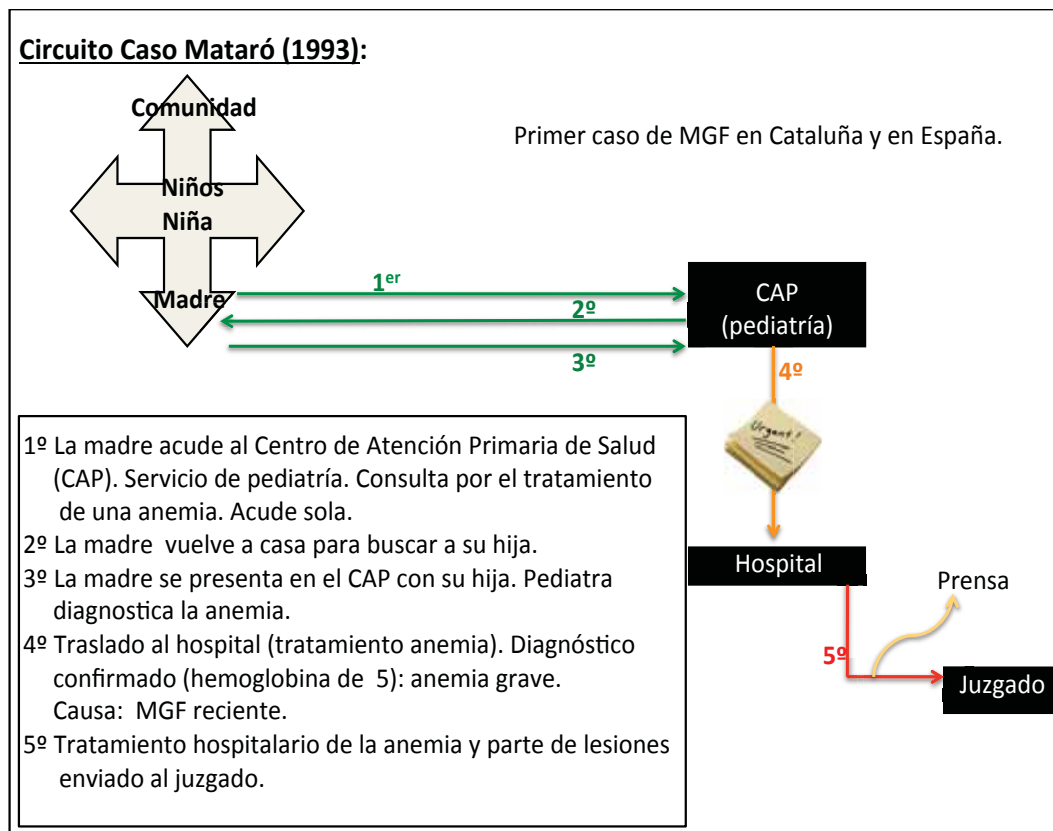 Circuito Caso Mataró (1993):
Comunidad
Primer caso de MGF en Cataluña y en España.
Niños
Niña
Madre
1er
2º
3º
CAP
(pediatría)
4º
Urgent!
1º La madre acude al Centro de Atención Primaria de Salud
(CAP). Servicio de pediatría. Consulta por el tratamiento
de una anemia. Acude sola.
2º La madre vuelve a casa para buscar a su hija.
3º La madre se presenta en el CAP con su hija. Pediatra
diagnostica la anemia.
4º Traslado al hospital (tratamiento anemia). Diagnóstico
confirmado (hemoglobina de 5): anemia grave.
Causa: MGF reciente.
5º Tratamiento hospitalario de la anemia y parte de lesiones
enviado al juzgado.
Hospital
Prensa
5º
Juzgado